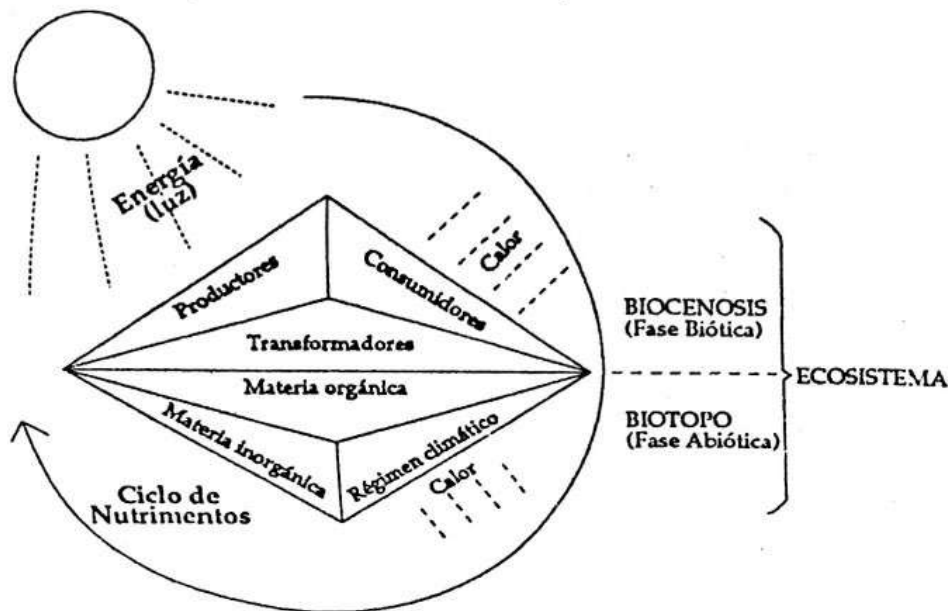 Energía
(luz)
Productores
Consumidores
Calor
Transformadores
Materia orgánica
Materia inorgánica
Régimen climático
Calor
Ciclo de
Nutrimentos
BIOCENOSIS
(Fase Biótica)
ECOSISTEMA
BIOTOPO
(Fase Abiótica)